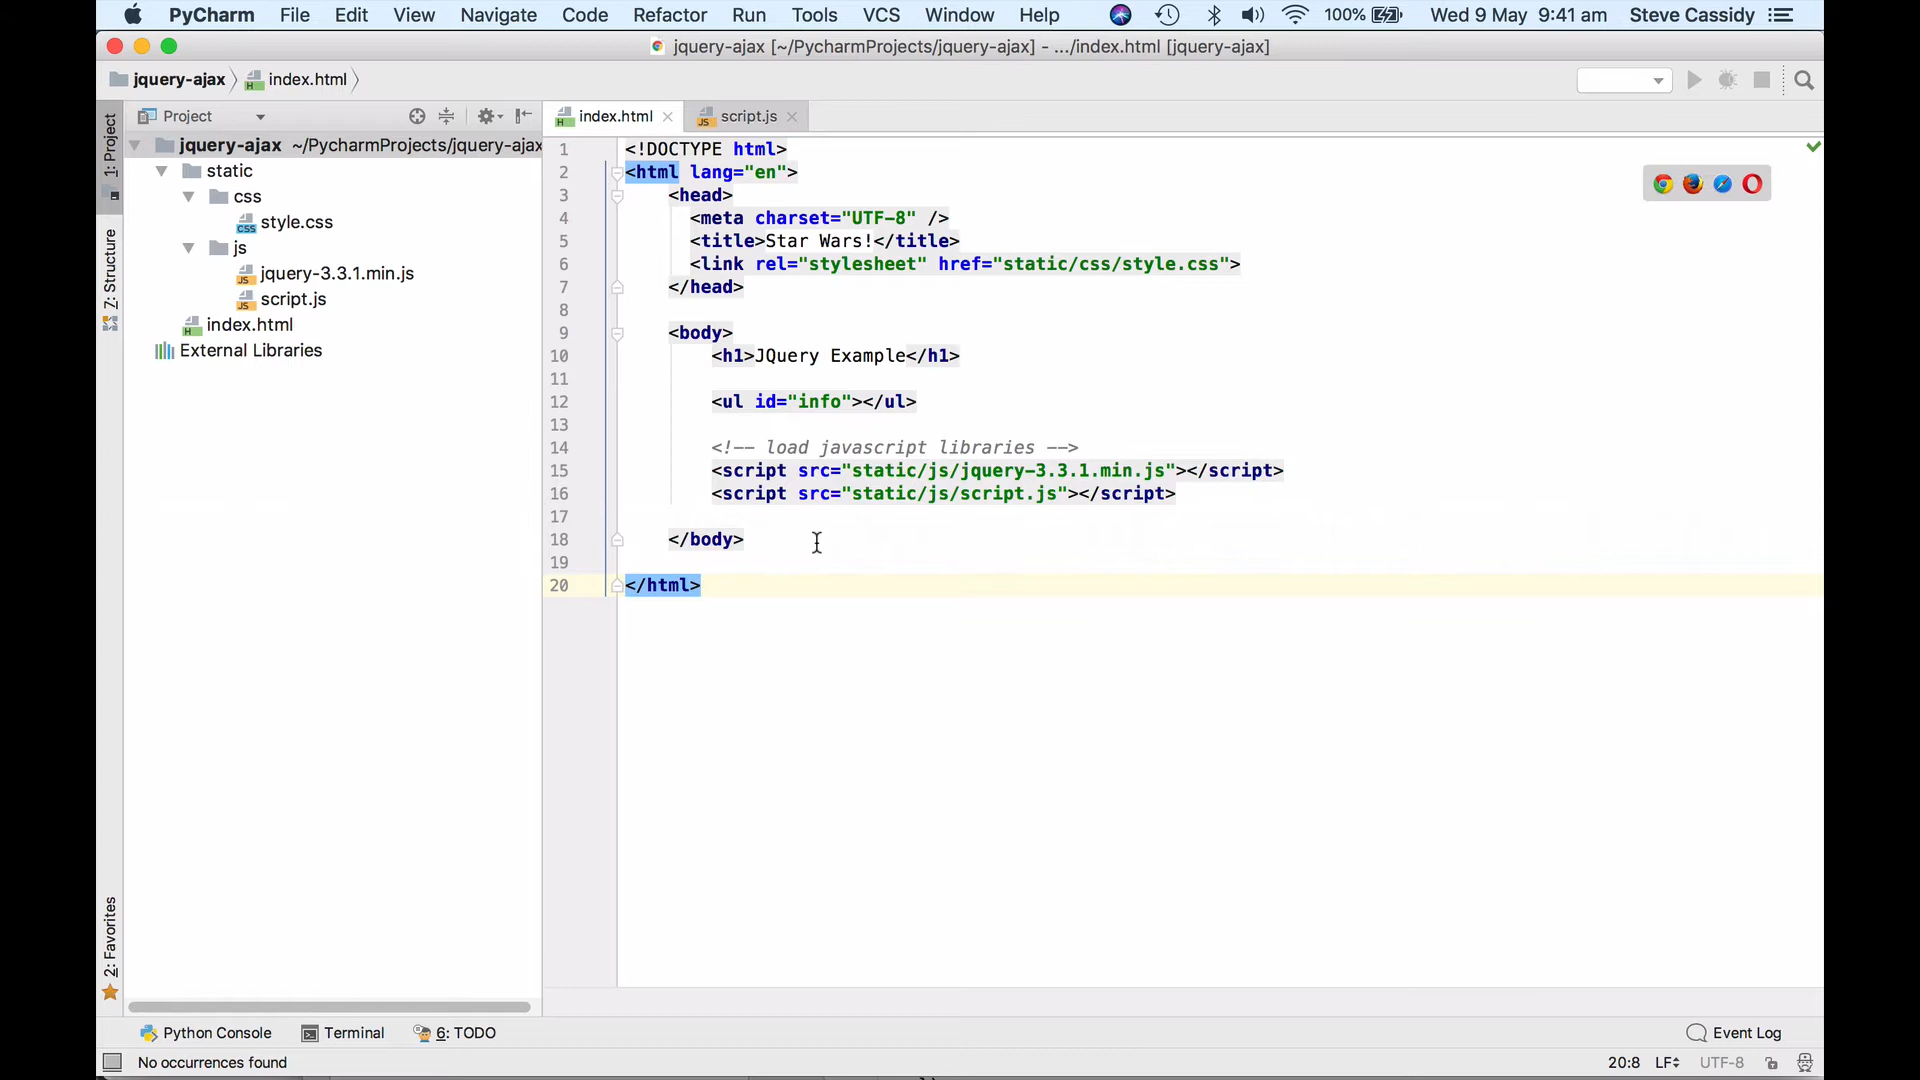 PyCharm File Edit View Navigate Code Refactor Run Tools VCS Window Help 100% Wed 9 May 9:41 am Steve Cassidy
jquery-ajax [~/PycharmProjects/jquery-ajax] - .../index.html [jquery-ajax]
jquery-ajax index.html
1: Project
Z: Structure
2: Favorites
Project
jquery-ajax ~/PycharmProjects/jquery-ajax
static
css
style.css
js
jquery-3.3.1.min.js
script.js
index.html
External Libraries
index.html script.js
1 <!DOCTYPE html>
2 <html lang="en">
3 <head>
4 <meta charset="UTF-8" />
5 <title>Star Wars!</title>
6 <link rel="stylesheet" href="static/css/style.css">
7 </head>
8
9 <body>
10 <h1>JQuery Example</h1>
11
12 <ul id="info"></ul>
13
14 <!-- load javascript libraries -->
15 <script src="static/js/jquery-3.3.1.min.js"></script>
16 <script src="static/js/script.js"></script>
17
18 </body>
19
20 </html>
Python Console Terminal 6: TODO Event Log
No occurrences found 20:8 LF UTF-8